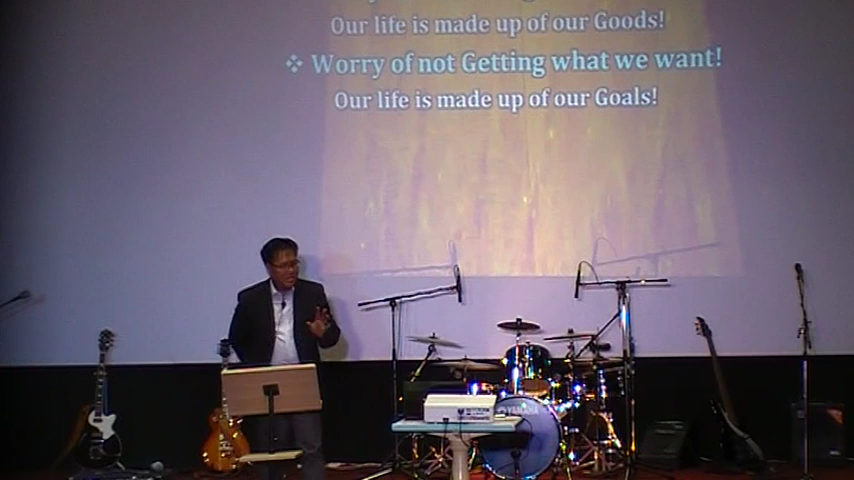 Our life is made up of our Goods!
❖ Worry of not Getting what we want!
Our life is made up of our Goals!
YAMAHA